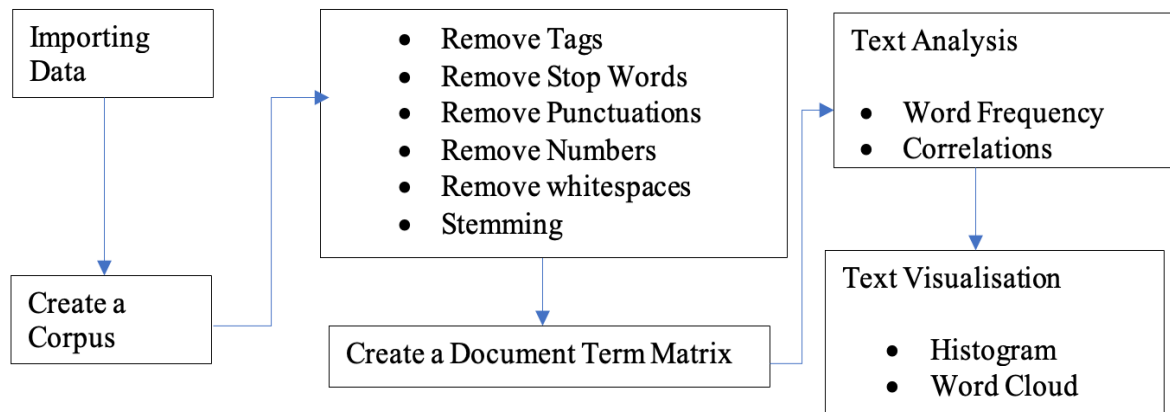 Importing
Data
Create a
Corpus
• Remove Tags
• Remove Stop Words
• Remove Punctuations
• Remove Numbers
• Remove whitespaces
• Stemming
Create a Document Term Matrix
Text Analysis
• Word Frequency
• Correlations
Text Visualisation
• Histogram
• Word Cloud